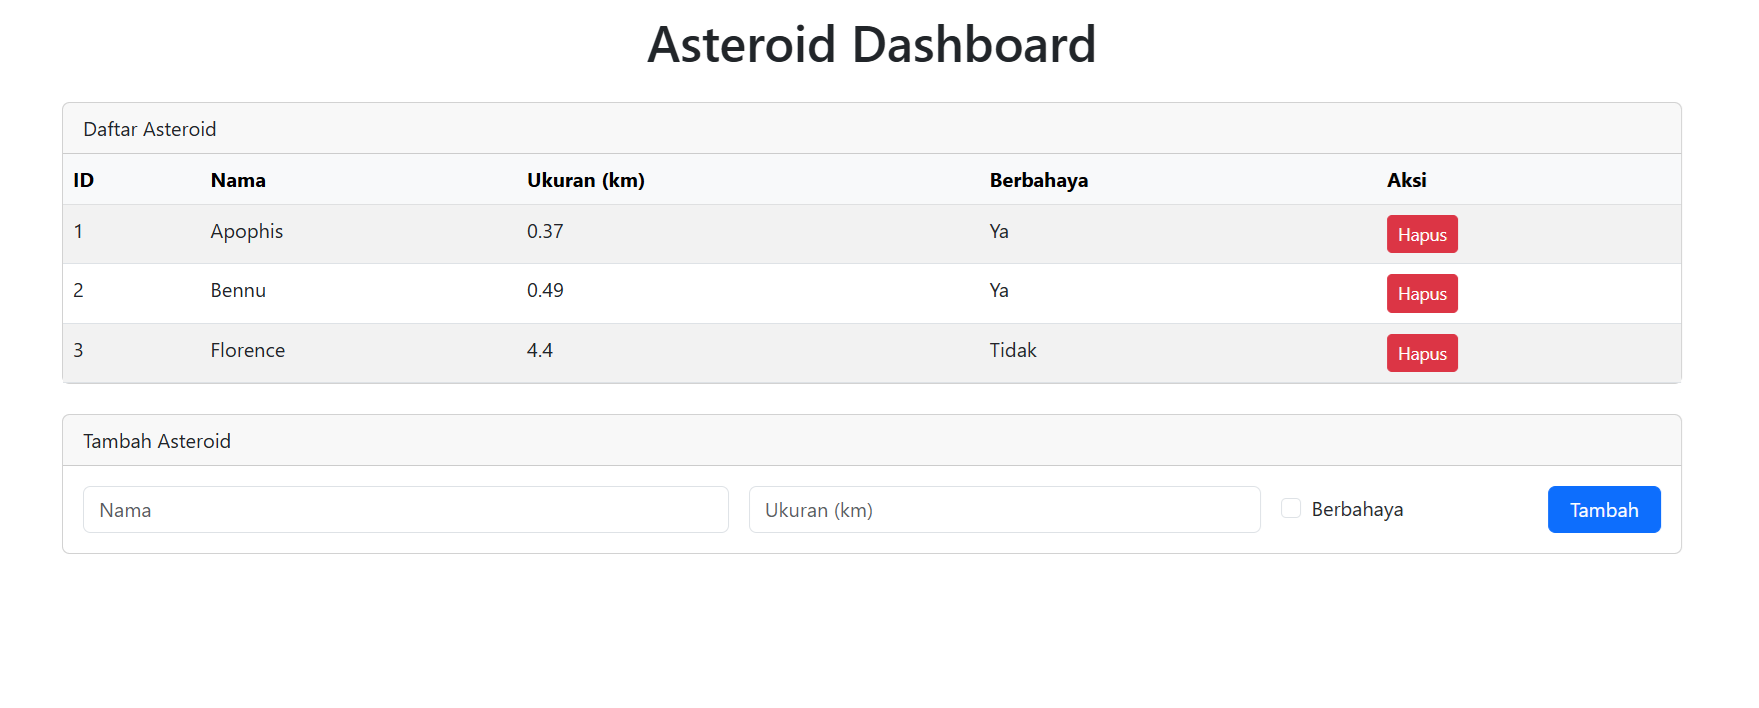 Asteroid Dashboard
Daftar Asteroid
ID Nama Ukuran (km) Berbahaya Aksi
1 Apophis 0.37 Ya Hapus
2 Bennu 0.49 Ya Hapus
3 Florence 4.4 Tidak Hapus
Tambah Asteroid
Nama Ukuran (km) Berbahaya Tambah